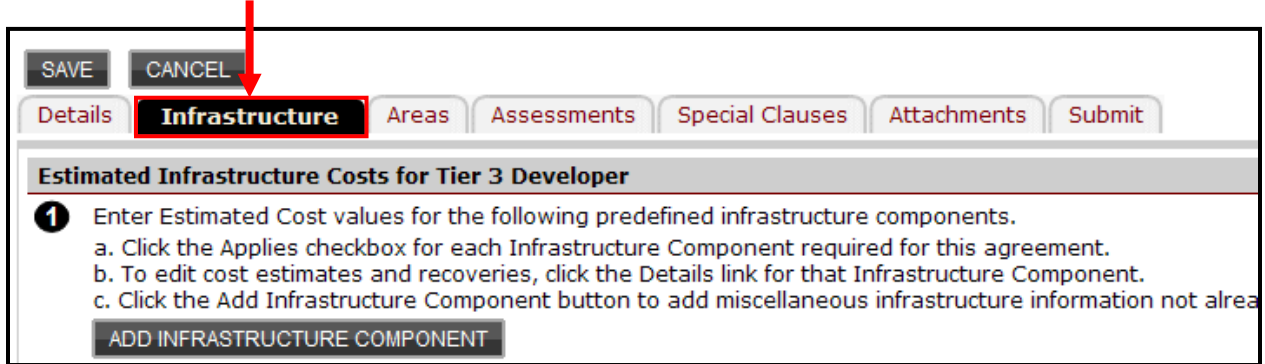 SAVE CANCEL
Details Infrastructure Areas Assessments Special Clauses Attachments Submit
Estimated Infrastructure Costs for Tier 3 Developer
1 Enter Estimated Cost values for the following predefined infrastructure components.
a. Click the Applies checkbox for each Infrastructure Component required for this agreement.
b. To edit cost estimates and recoveries, click the Details link for that Infrastructure Component.
c. Click the Add Infrastructure Component button to add miscellaneous infrastructure information not alrea
ADD INFRASTRUCTURE COMPONENT